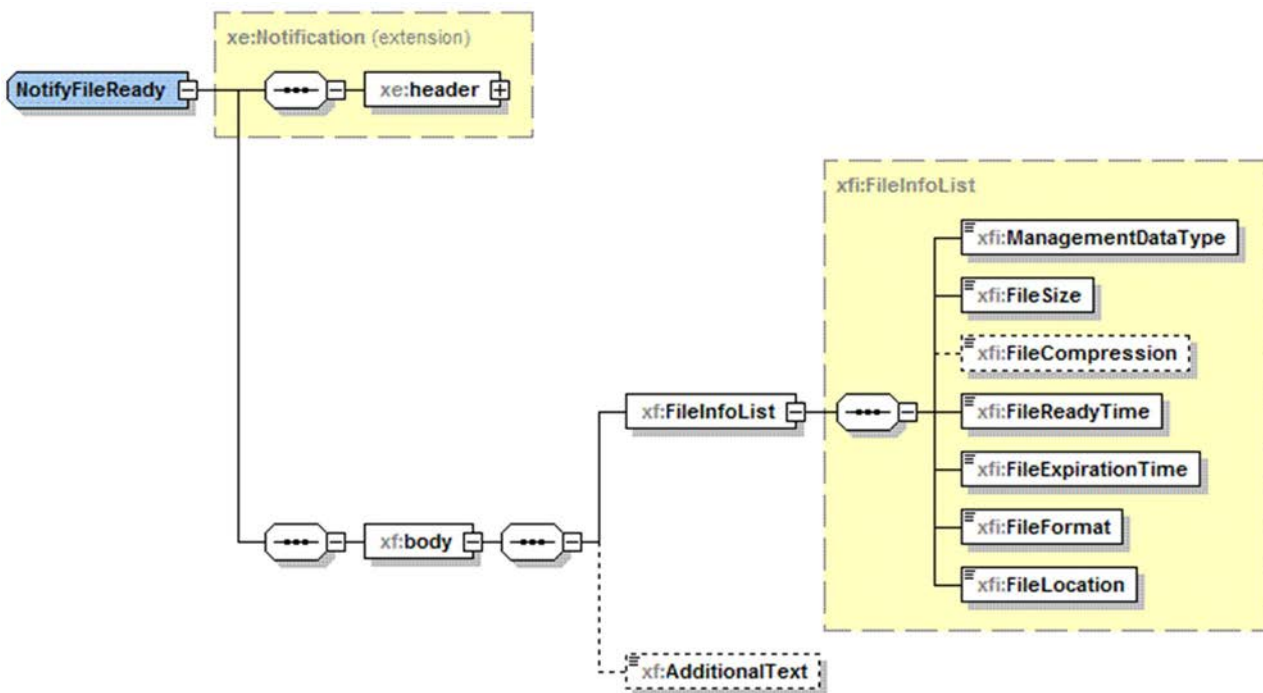 xe:Notification (extension)
NotifyFileReady
xe:header
xfi:FileInfoList
xfi:ManagementDataType
xfi:FileSize
xfi:FileCompression
xf:FileInfoList
xfi:FileReadyTime
xfi:FileExpirationTime
xf:body
xfi:FileFormat
xfi:FileLocation
xf:AdditionalText